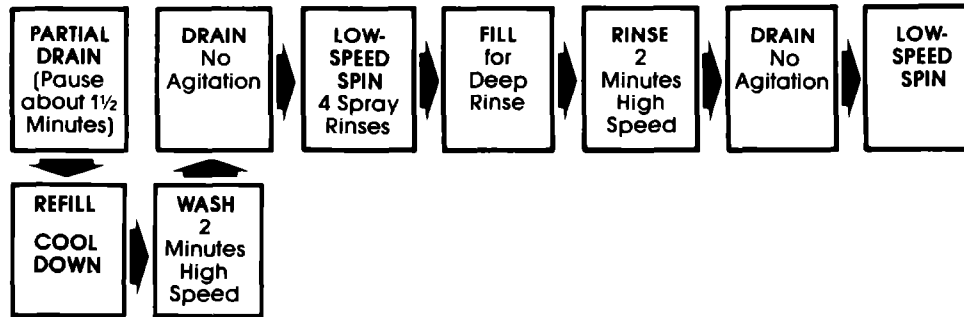 PARTIAL
DRAIN
(Pause
about 1½
Minutes)
REFILL
COOL
DOWN
WASH
2
Minutes
High
Speed
DRAIN
No
Agitation
LOW-
SPEED
SPIN
4 Spray
Rinses
FILL
for
Deep
Rinse
RINSE
2
Minutes
High
Speed
DRAIN
No
Agitation
LOW-
SPEED
SPIN